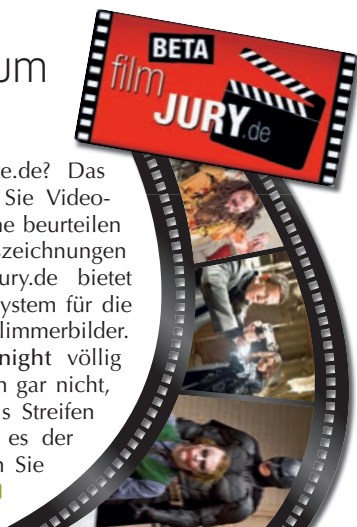 um
BETA
film
JURY.de
e.de? Das
Sie Video-
ne beurteilen
szeichnungen
ury.de bietet
ystem für die
limmerbilder.
night völlig
n gar nicht,
s Streifen
es der
n Sie